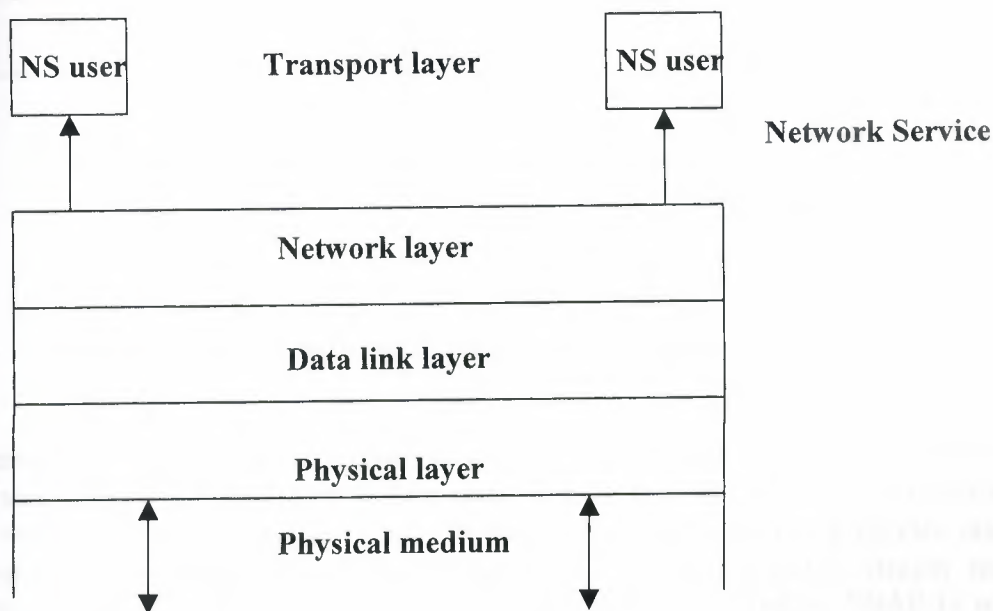 NS user Transport layer NS user
Network Service
Network layer
Data link layer
Physical layer
Physical medium